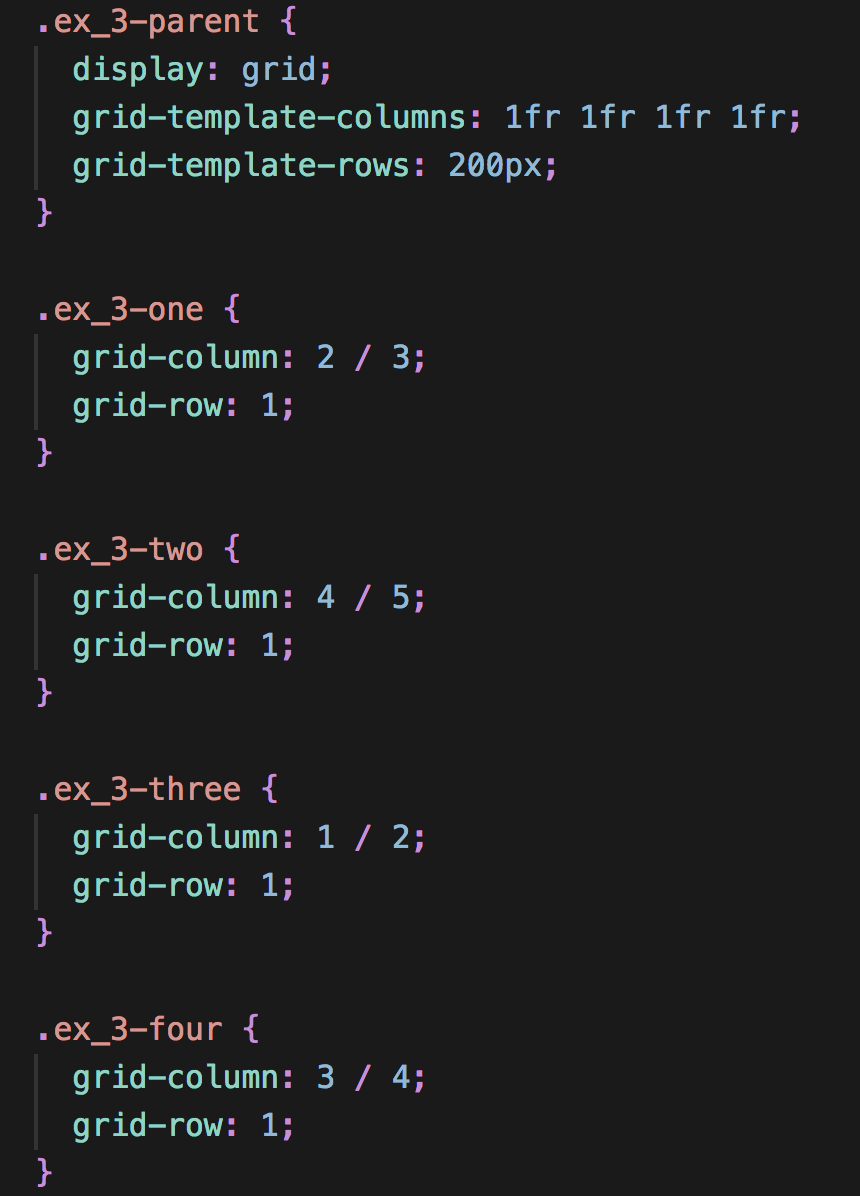 .ex_3-parent {
  display: grid;
  grid-template-columns: 1fr 1fr 1fr 1fr;
  grid-template-rows: 200px;
}

.ex_3-one {
  grid-column: 2 / 3;
  grid-row: 1;
}

.ex_3-two {
  grid-column: 4 / 5;
  grid-row: 1;
}

.ex_3-three {
  grid-column: 1 / 2;
  grid-row: 1;
}

.ex_3-four {
  grid-column: 3 / 4;
  grid-row: 1;
}